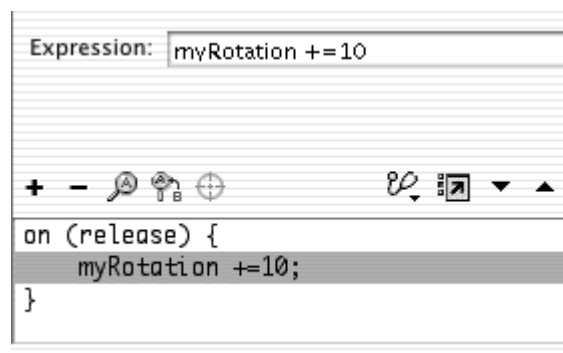 Expression: myRotation +=10
on (release) {
myRotation +=10;
}